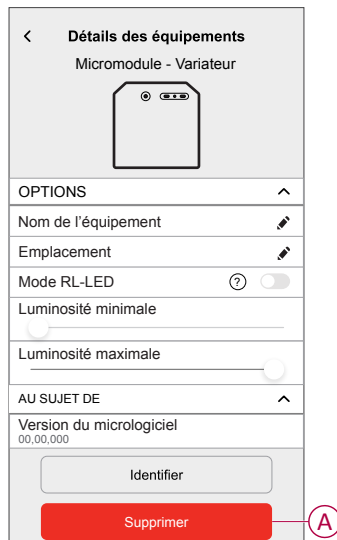 Détails des équipements
Micromodule - Variateur
OPTIONS
Nom de l'équipement
Emplacement
Mode RL-LED ?
Luminosité minimale
Luminosité maximale
AU SUJET DE
Version du micrologiciel
00,00,000
Identifier
Supprimer
A